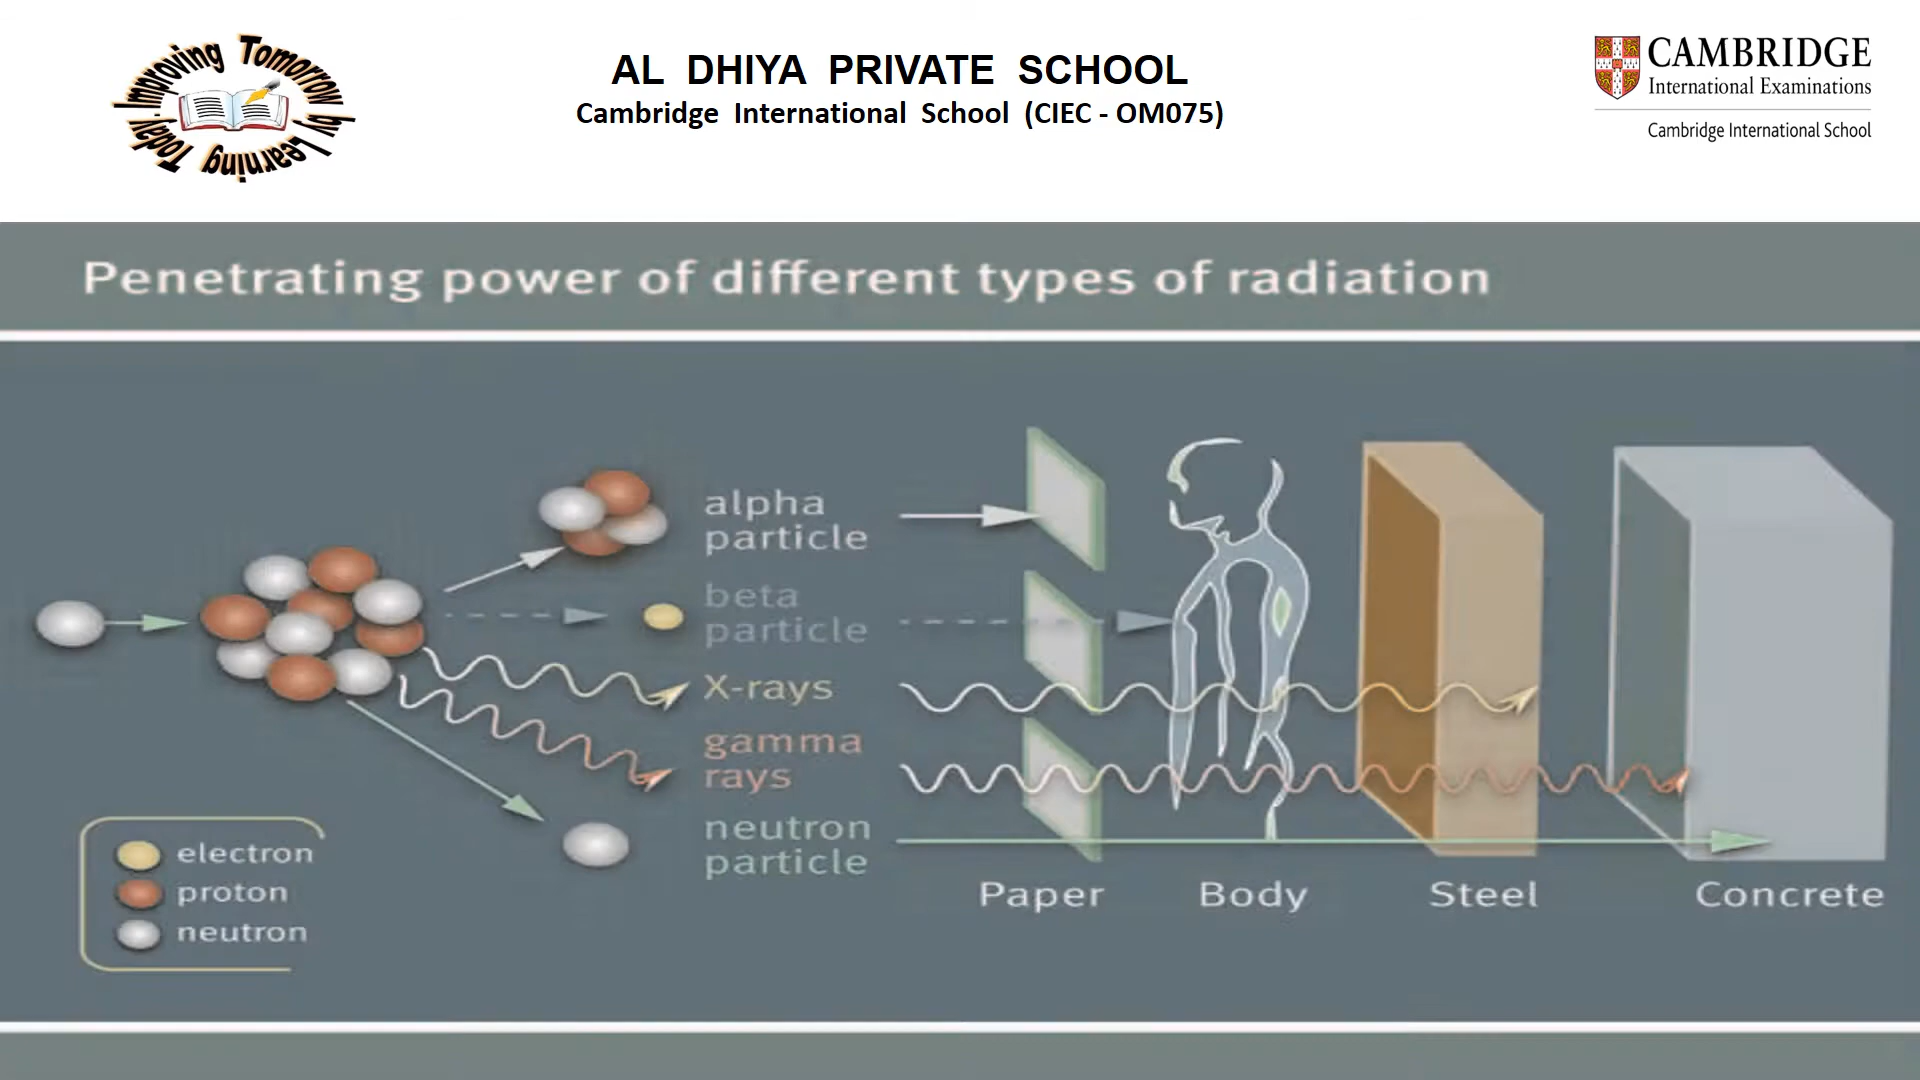 Improving Tomorrow by Learning Today.
AL DHIYA PRIVATE SCHOOL
Cambridge International School (CIEC - OM075)
CAMBRIDGE
International Examinations
Cambridge International School
Penetrating power of different types of radiation
alpha
particle
beta
particle
X-rays
gamma
rays
neutron
particle
electron
proton
neutron
Paper
Body
Steel
Concrete